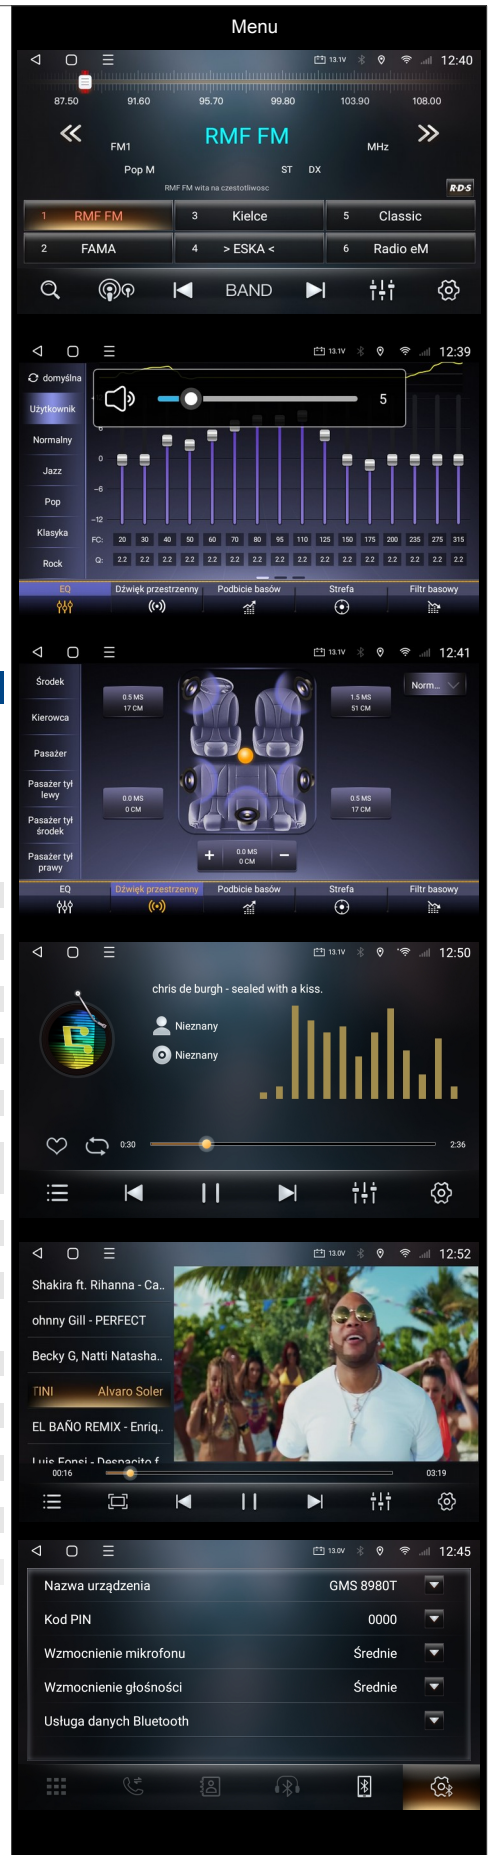 Menu
13.1V 12:40
87.50 91.60 95.70 99.80 103.90 108.00
FM1 RMF FM MHz
Pop M ST DX
RMF FM wita na czestotliwosc R·D·S
1 RMF FM 3 Kielce 5 Classic
2 FAMA 4 > ESKA < 6 Radio eM
BAND
13.1V 12:39
domyślna
5
Użytkownik
6
Normalny
0
Jazz
-6
Pop
-12
Klasyka
FC: 20 30 40 50 60 70 80 95 110 125 150 175 200 235 275 315
Q: 2.2 2.2 2.2 2.2 2.2 2.2 2.2 2.2 2.2 2.2 2.2 2.2 2.2 2.2 2.2 2.2
Rock
EQ Dźwięk przestrzenny Podbicie basów Strefa Filtr basowy
13.1V 12:41
Środek
Kierowca
Pasażer
Pasażer tył
lewy
Pasażer tył
środek
Pasażer tył
prawy
0.5 MS
17 CM
1.5 MS
51 CM
Norm...
0.0 MS
0 CM
0.5 MS
17 CM
+ 0.0 MS −
0 CM
EQ Dźwięk przestrzenny Podbicie basów Strefa Filtr basowy
13.1V 12:50
chris de burgh - sealed with a kiss.
Nieznany
Nieznany
0:30 2:36
13.0V 12:52
Shakira ft. Rihanna - Ca..
ohnny Gill - PERFECT
Becky G, Natti Natasha..
TINI Alvaro Soler
EL BAÑO REMIX - Enriq..
Luis Fonsi - Despacito f
00:16 03:19
13.0V 12:45
Nazwa urządzenia GMS 8980T
Kod PIN 0000
Wzmocnienie mikrofonu Średnie
Wzmocnienie głośności Średnie
Usługa danych Bluetooth